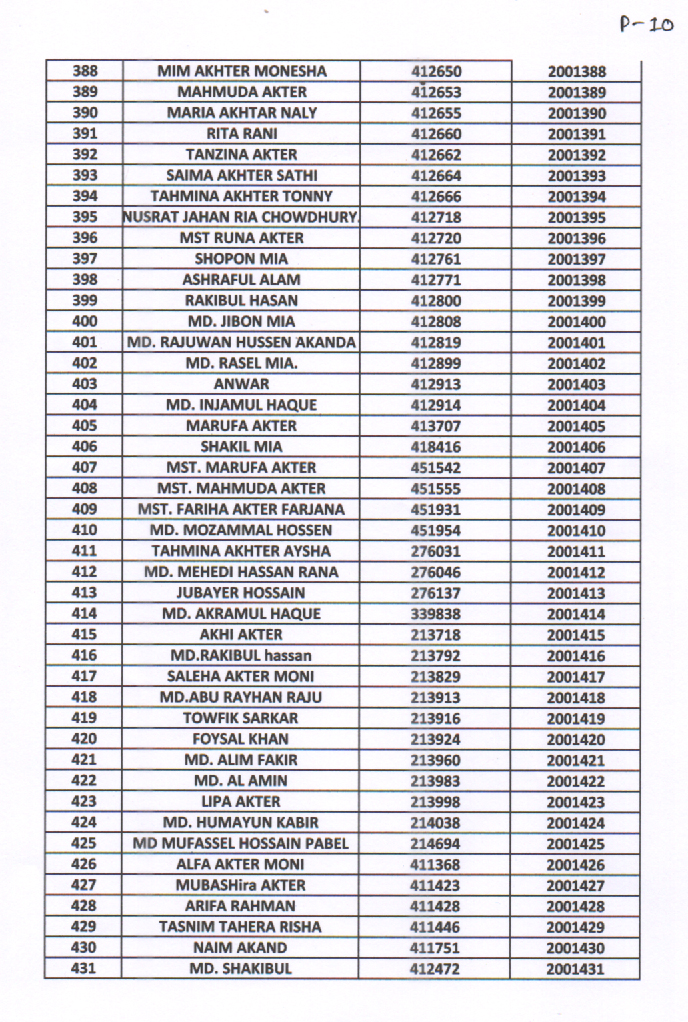 P-10
388 MIM AKHTER MONESHA 412650 2001388
389 MAHMUDA AKTER 412653 2001389
390 MARIA AKHTAR NALY 412655 2001390
391 RITA RANI 412660 2001391
392 TANZINA AKTER 412662 2001392
393 SAIMA AKHTER SATHI 412664 2001393
394 TAHMINA AKHTER TONNY 412666 2001394
395 NUSRAT JAHAN RIA CHOWDHURY. 412718 2001395
396 MST RUNA AKTER 412720 2001396
397 SHOPON MIA 412761 2001397
398 ASHRAFUL ALAM 412771 2001398
399 RAKIBUL HASAN 412800 2001399
400 MD. JIBON MIA 412808 2001400
401 MD. RAJUWAN HUSSEN AKANDA 412819 2001401
402 MD. RASEL MIA. 412899 2001402
403 ANWAR 412913 2001403
404 MD. INJAMUL HAQUE 412914 2001404
405 MARUFA AKTER 413707 2001405
406 SHAKIL MIA 418416 2001406
407 MST. MARUFA AKTER 451542 2001407
408 MST. MAHMUDA AKTER 451555 2001408
409 MST. FARIHA AKTER FARJANA 451931 2001409
410 MD. MOZAMMAL HOSSEN 451954 2001410
411 TAHMINA AKHTER AYSHA 276031 2001411
412 MD. MEHEDI HASSAN RANA 276046 2001412
413 JUBAYER HOSSAIN 276137 2001413
414 MD. AKRAMUL HAQUE 339838 2001414
415 AKHI AKTER 213718 2001415
416 MD.RAKIBUL hassan 213792 2001416
417 SALEHA AKTER MONI 213829 2001417
418 MD.ABU RAYHAN RAJU 213913 2001418
419 TOWFIK SARKAR 213916 2001419
420 FOYSAL KHAN 213924 2001420
421 MD. ALIM FAKIR 213960 2001421
422 MD. AL AMIN 213983 2001422
423 LIPA AKTER 213998 2001423
424 MD. HUMAYUN KABIR 214038 2001424
425 MD MUFASSEL HOSSAIN PABEL 214694 2001425
426 ALFA AKTER MONI 411368 2001426
427 MUBASHira AKTER 411423 2001427
428 ARIFA RAHMAN 411428 2001428
429 TASNIM TAHERA RISHA 411446 2001429
430 NAIM AKAND 411751 2001430
431 MD. SHAKIBUL 412472 2001431